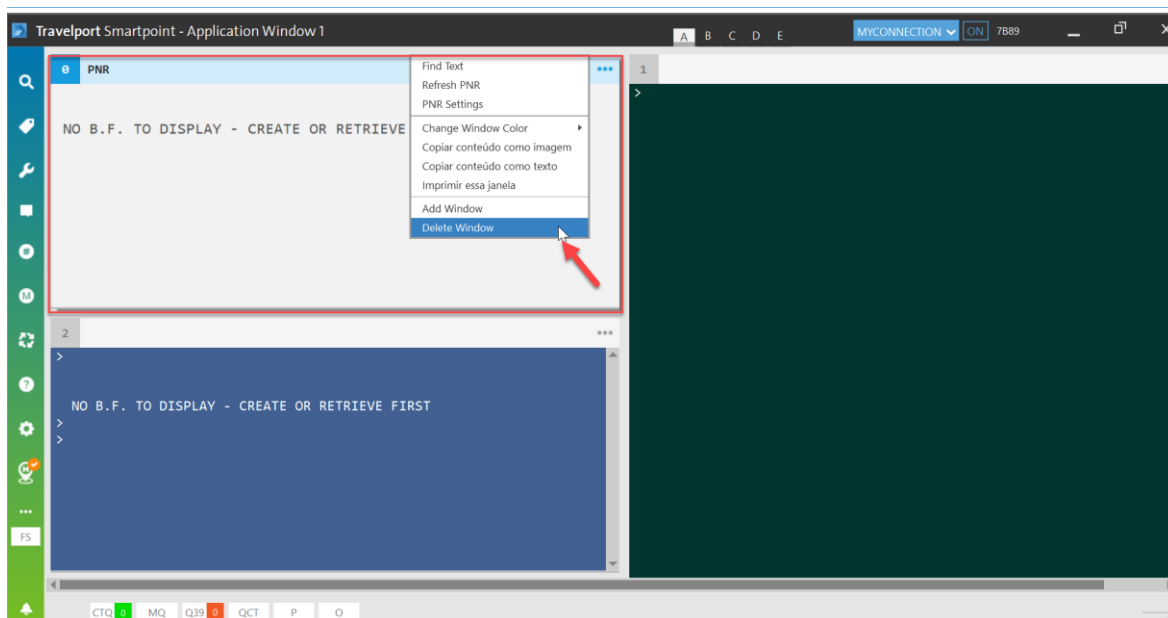 Travelport Smartpoint - Application Window 1
A B C D E
MYCONNECTION ON 7B89
0 PNR
NO B.F. TO DISPLAY - CREATE OR RETRIEVE
Find Text
Refresh PNR
PNR Settings
Change Window Color
Copiar conteúdo como imagem
Copiar conteúdo como texto
Imprimir essa janela
Add Window
Delete Window
1
>
2
>
NO B.F. TO DISPLAY - CREATE OR RETRIEVE FIRST
>
>
#
M
?
H
FS
CTQ 0 MQ Q39 0 QCT P O